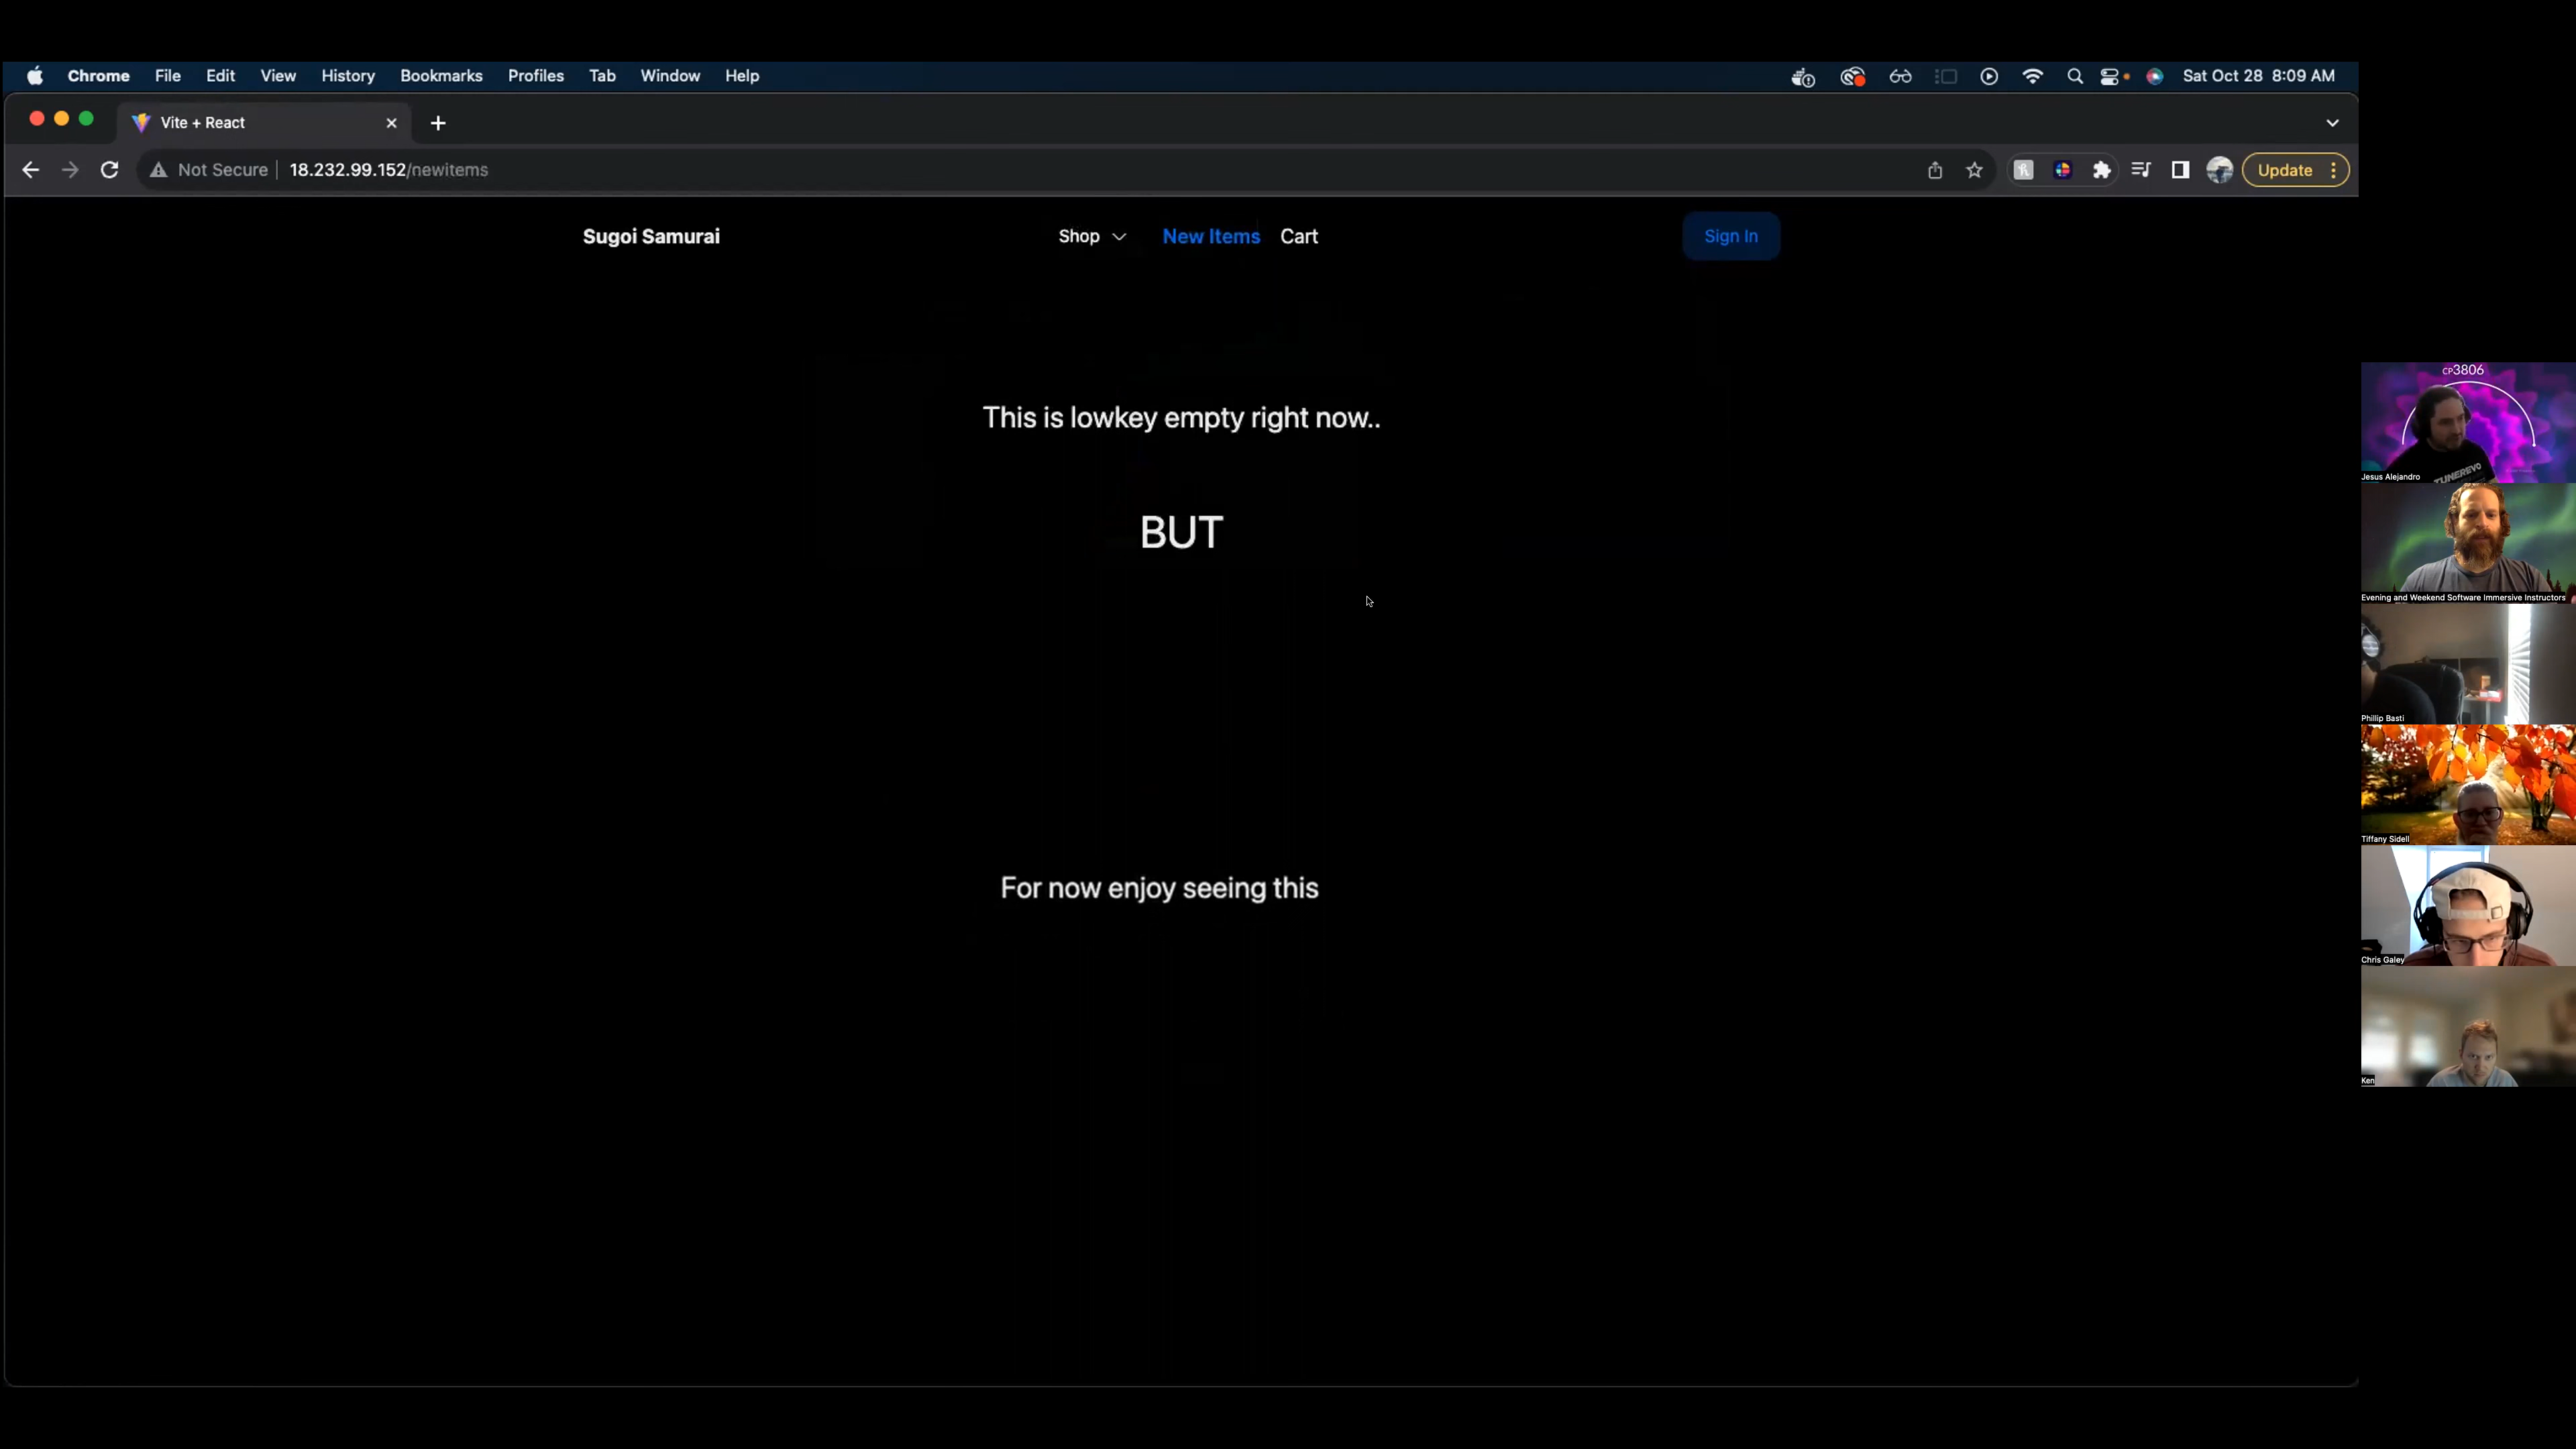 Chrome File Edit View History Bookmarks Profiles Tab Window Help Sat Oct 28 8:09 AM
Vite + React
Not Secure 18.232.99.152/newitems Update
Sugoi Samurai Shop New Items Cart Sign In
This is lowkey empty right now..
BUT
For now enjoy seeing this
CP3806
TUNEREVO
Jesus Alejandro
Evening and Weekend Software Immersive Instructors
Phillip Basti
Tiffany Sidell
Chris Galey
Ken